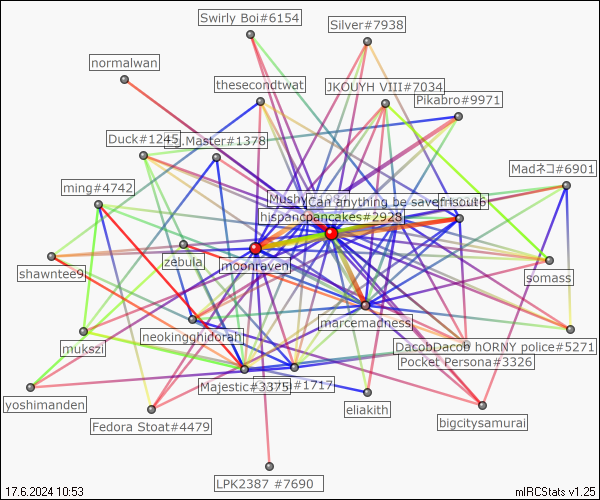 Swirly Boi#6154
Silver#7938
normalwan
thesecondtwat
JKOUYH VIII#7034
Pikabro#9971
Duck#1245
.Master#1378
Madネコ#6901
ming#4742
Mushy
Can anything be save
friscout6
hispancpancakes#2928
moonraven
zebula
shawntee9
somass
marcemadness
neokingghidorah
mukszi
DacobDacob hORNY police#5271
Pocket Persona#3326
Majestic#3375
#1717
yoshimanden
eliakith
Fedora Stoat#4479
bigcitysamurai
LPK2387 #7690
17.6.2024 10:53
mIRCStats v1.25